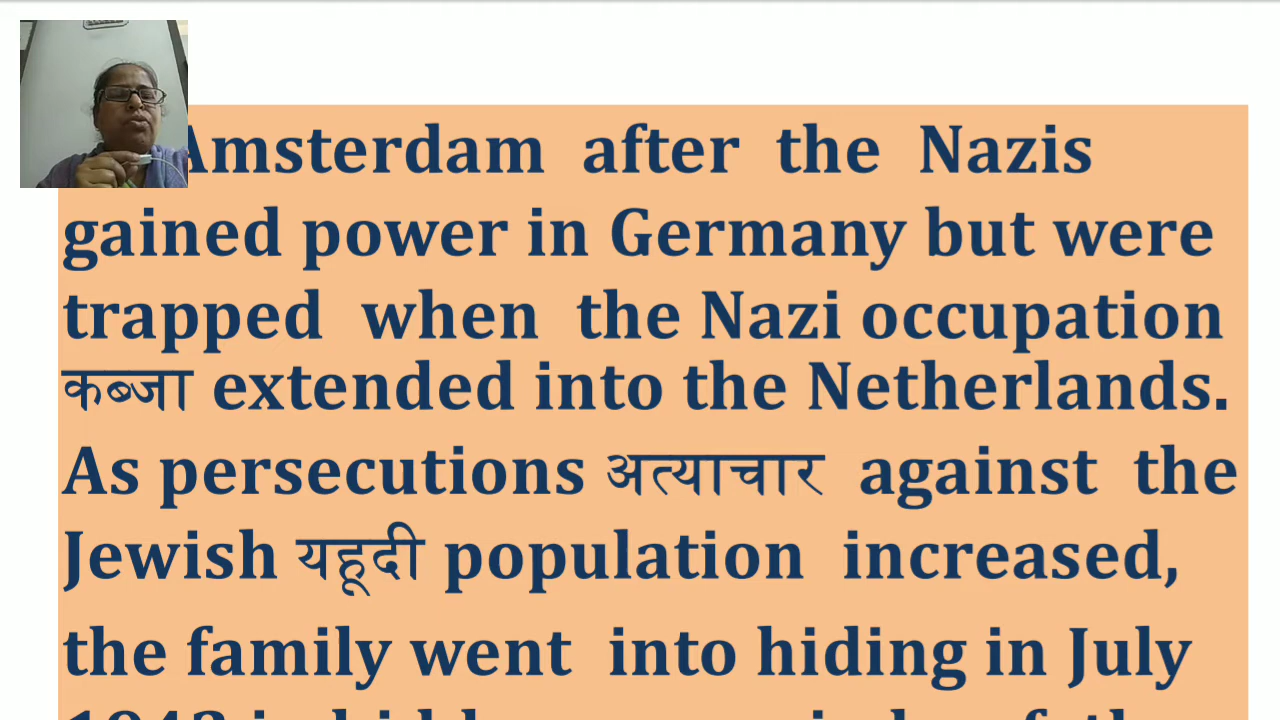 Amsterdam after the Nazis
gained power in Germany but were
trapped when the Nazi occupation
कब्जा extended into the Netherlands.
As persecutions अत्याचार against the
Jewish यहूदी population increased,
the family went into hiding in July